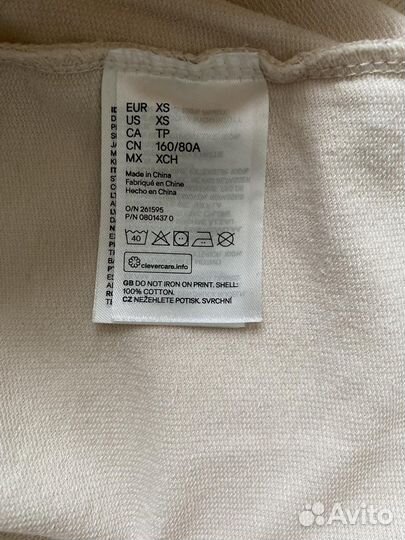 EUR XS
US XS
CA TP
CN 160/80A
MX XCH
Made in China
Fabriqué en Chine
Hecho en China
O/N 261595
P/N 0801437 0
40
clevercare.info
GB DO NOT IRON ON PRINT. SHELL:
100% COTTON.
CZ NEŽEHLETE POTISK. SVRCHNÍ
Avito